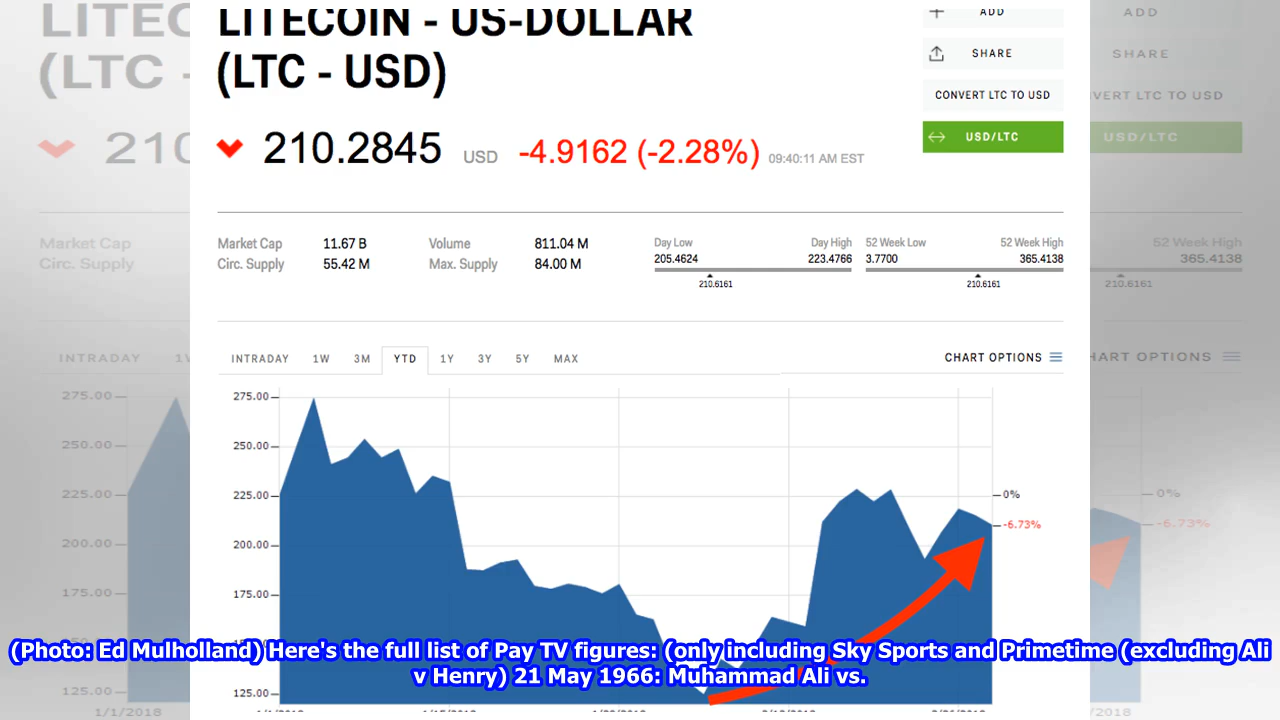 LITECOIN - US-DOLLAR
(LTC - USD)
ADD
SHARE
CONVERT LTC TO USD
USD/LTC
210.2845 USD -4.9162 (-2.28%) 09:40:11 AM EST
Market Cap 11.67 B Volume 811.04 M
Circ. Supply 55.42 M Max. Supply 84.00 M
Day Low Day High 52 Week Low 52 Week High
205.4624 223.4766 3.7700 365.4138
210.6161 210.6161
INTRADAY 1W 3M YTD 1Y 3Y 5Y MAX CHART OPTIONS
275.00
250.00
225.00
0%
-6.73%
200.00
175.00
(Photo: Ed Mulholland) Here's the full list of Pay TV figures: (only including Sky Sports and Primetime (excluding Ali
v Henry) 21 May 1966: Muhammad Ali vs.
125.00